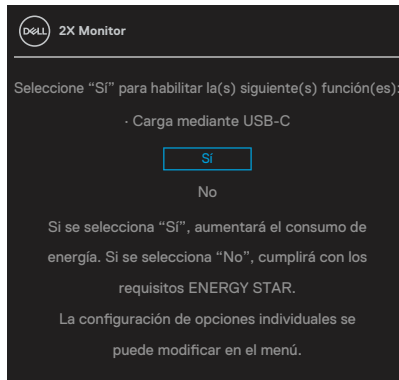 DELL 2X Monitor
Seleccione “Sí” para habilitar la(s) siguiente(s) función(es):
· Carga mediante USB-C
Sí
No
Si se selecciona “Sí”, aumentará el consumo de
energía. Si se selecciona “No”, cumplirá con los
requisitos ENERGY STAR.
La configuración de opciones individuales se
puede modificar en el menú.